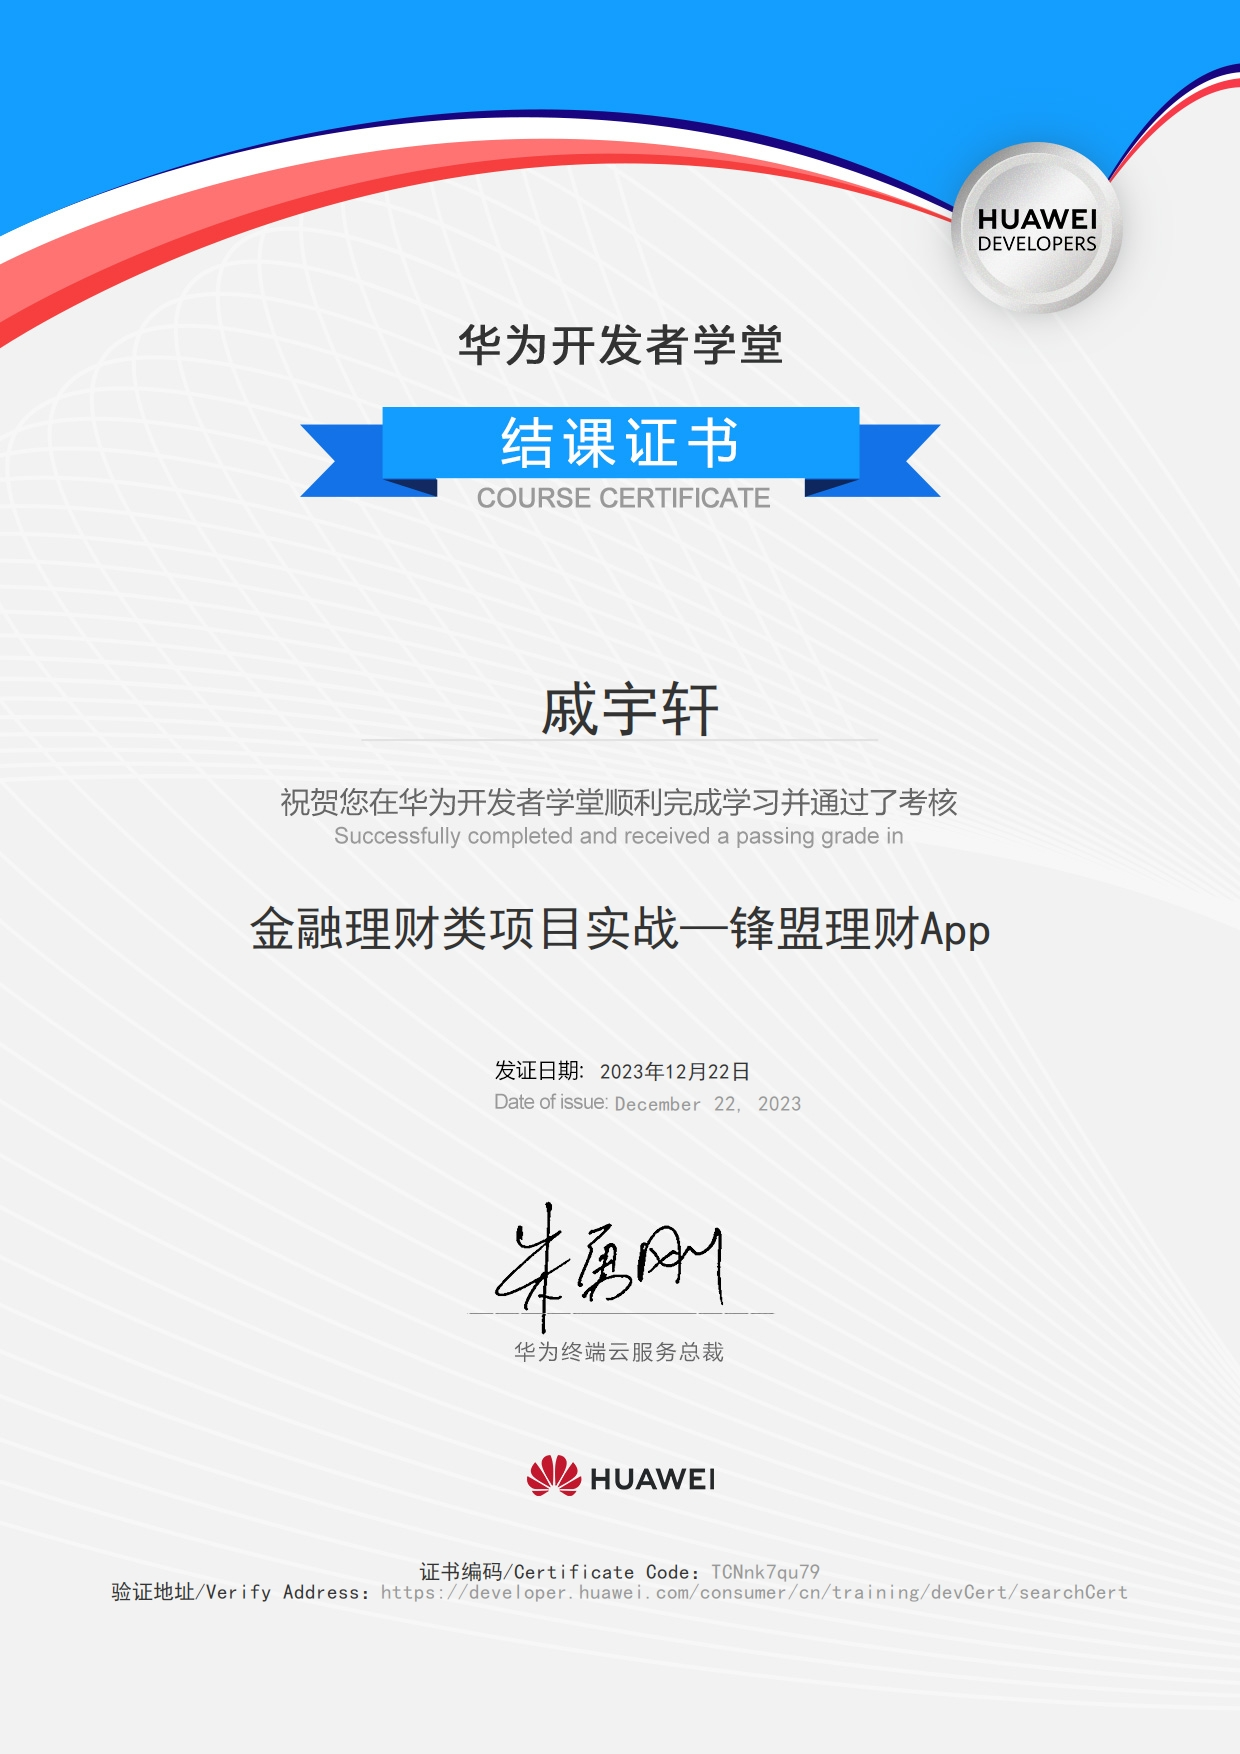 HUAWEI
DEVELOPERS
华为开发者学堂
结课证书
COURSE CERTIFICATE
戚宇轩
祝贺您在华为开发者学堂顺利完成学习并通过了考核
Successfully completed and received a passing grade in
金融理财类项目实战—锋盟理财App
发证日期: 2023年12月22日
Date of issue: December 22, 2023
朱勇刚
华为终端云服务总裁
HUAWEI
证书编码/Certificate Code: TCNnk7qu79
验证地址/Verify Address: https://developer.huawei.com/consumer/cn/training/devCert/searchCert